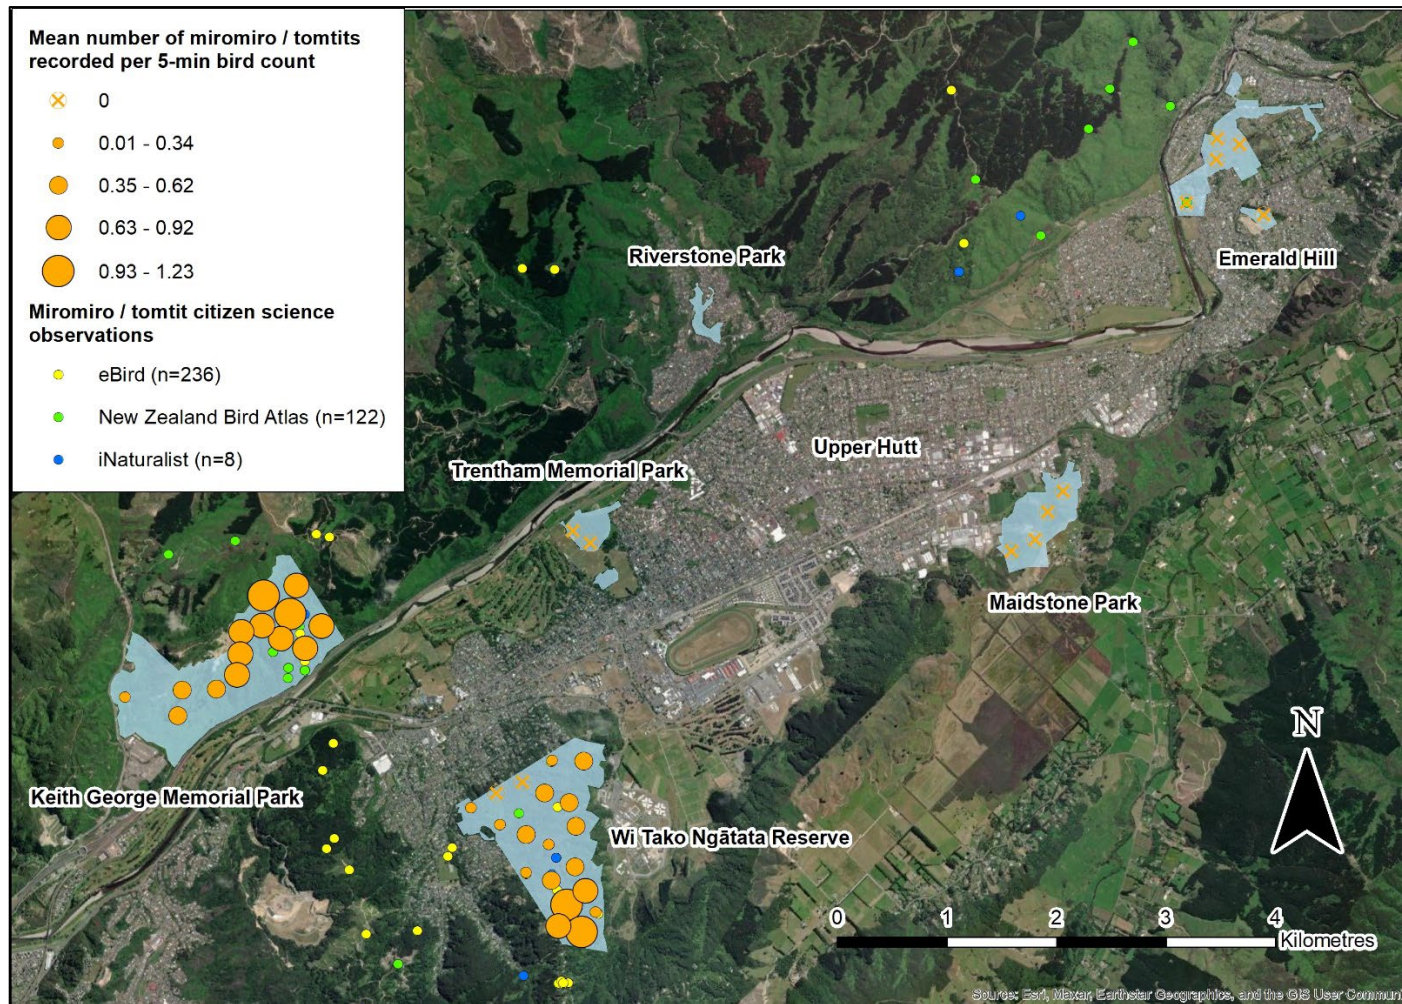 Mean number of miromiro / tomtits
recorded per 5-min bird count
0
0.01 - 0.34
0.35 - 0.62
0.63 - 0.92
0.93 - 1.23
Miromiro / tomtit citizen science
observations
eBird (n=236)
New Zealand Bird Atlas (n=122)
iNaturalist (n=8)
Riverstone Park
Emerald Hill
Upper Hutt
Trentham Memorial Park
Maidstone Park
Keith George Memorial Park
Wi Tako Ngātata Reserve
N
0 1 2 3 4
Kilometres
Source: Esri, Maxar, Earthstar Geographics, and the GIS User Communi